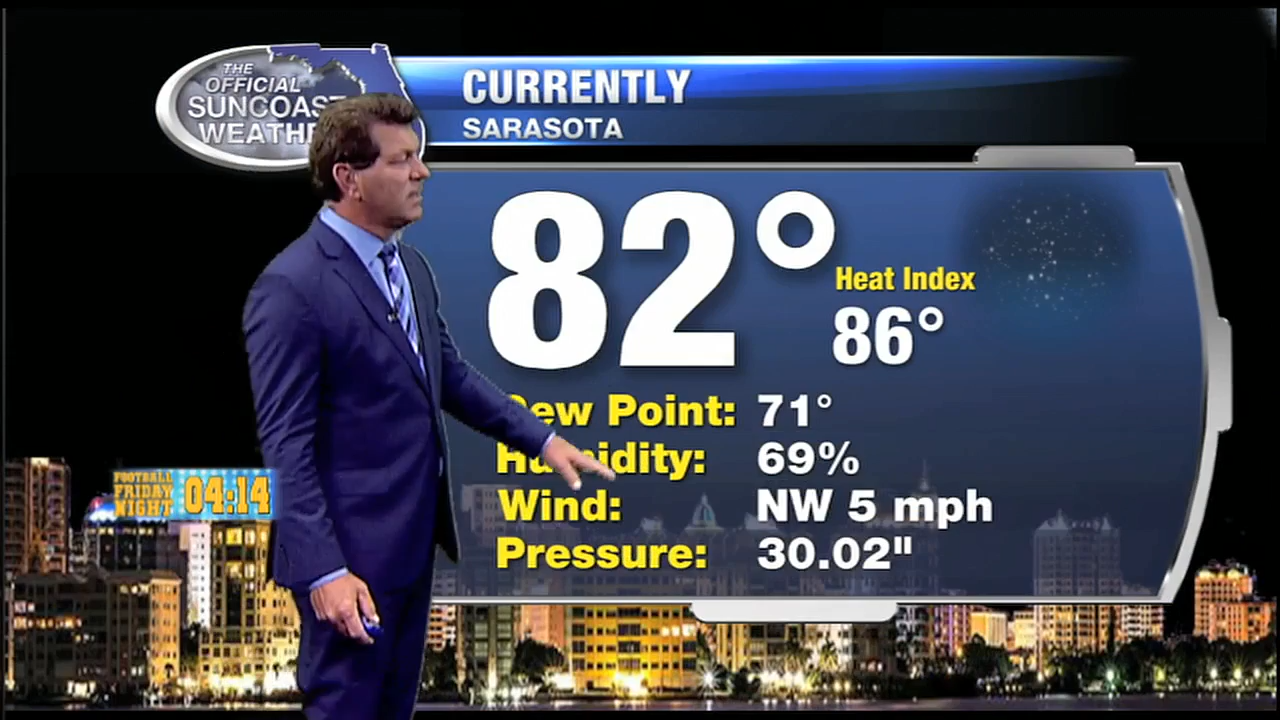 THE
OFFICIAL
SUNCOAST
WEATHE
CURRENTLY
SARASOTA
82°
Heat Index
86°
Dew Point: 71°
Humidity: 69%
Wind: NW 5 mph
Pressure: 30.02"
FOOTBALL
FRIDAY
NIGHT
04:14